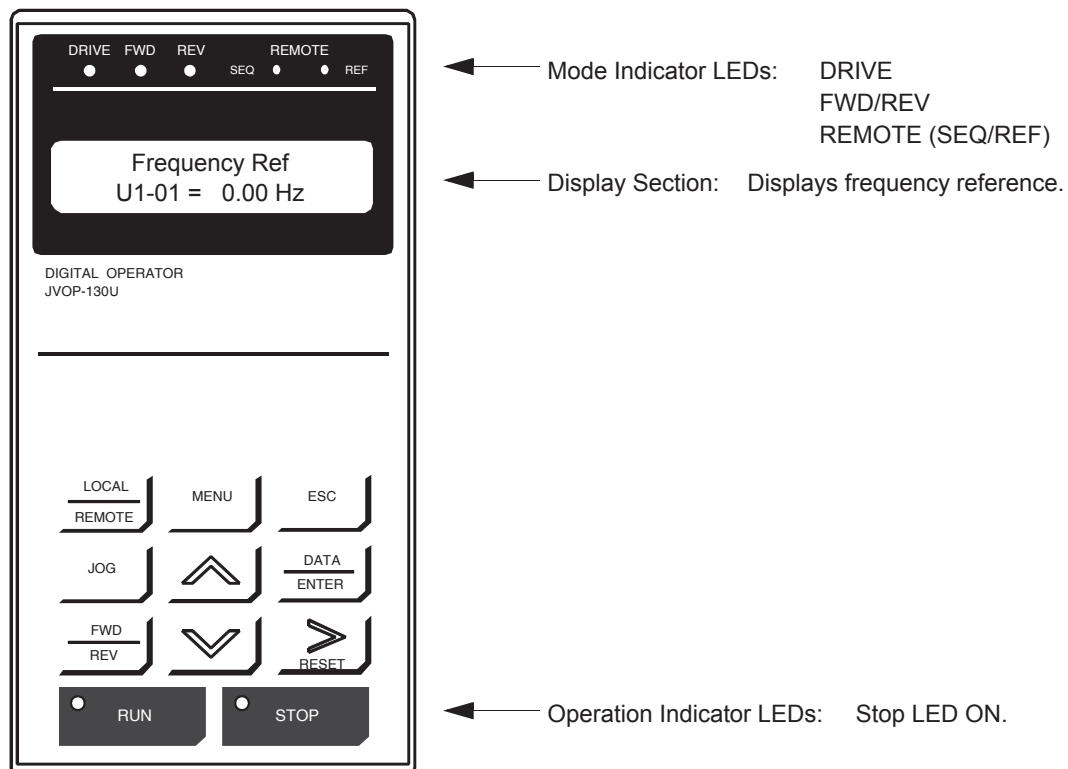 DRIVE FWD REV REMOTE
SEQ REF
Frequency Ref
U1-01 = 0.00 Hz
DIGITAL OPERATOR
JVOP-130U
LOCAL
REMOTE
MENU
ESC
JOG
DATA
ENTER
FWD
REV
RESET
RUN
STOP
Mode Indicator LEDs: DRIVE
FWD/REV
REMOTE (SEQ/REF)
Display Section: Displays frequency reference.
Operation Indicator LEDs: Stop LED ON.